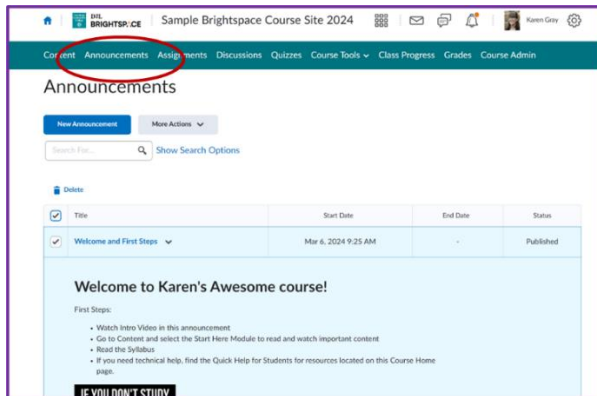 D2L
BRIGHTSPACE
Sample Brightspace Course Site 2024
Karen Gray
Content Announcements Assignments Discussions Quizzes Course Tools Class Progress Grades Course Admin
Announcements
New Announcement More Actions
Search For... Show Search Options
Delete
Title Start Date End Date Status
Welcome and First Steps Mar 6, 2024 9:25 AM - Published
Welcome to Karen's Awesome course!
First Steps:
• Watch Intro Video in this announcement
• Go to Content and select the Start Here Module to read and watch important content
• Read the Syllabus
• If you need technical help, find the Quick Help for Students for resources located on this Course Home
page.
IF YOU DON'T STUDY